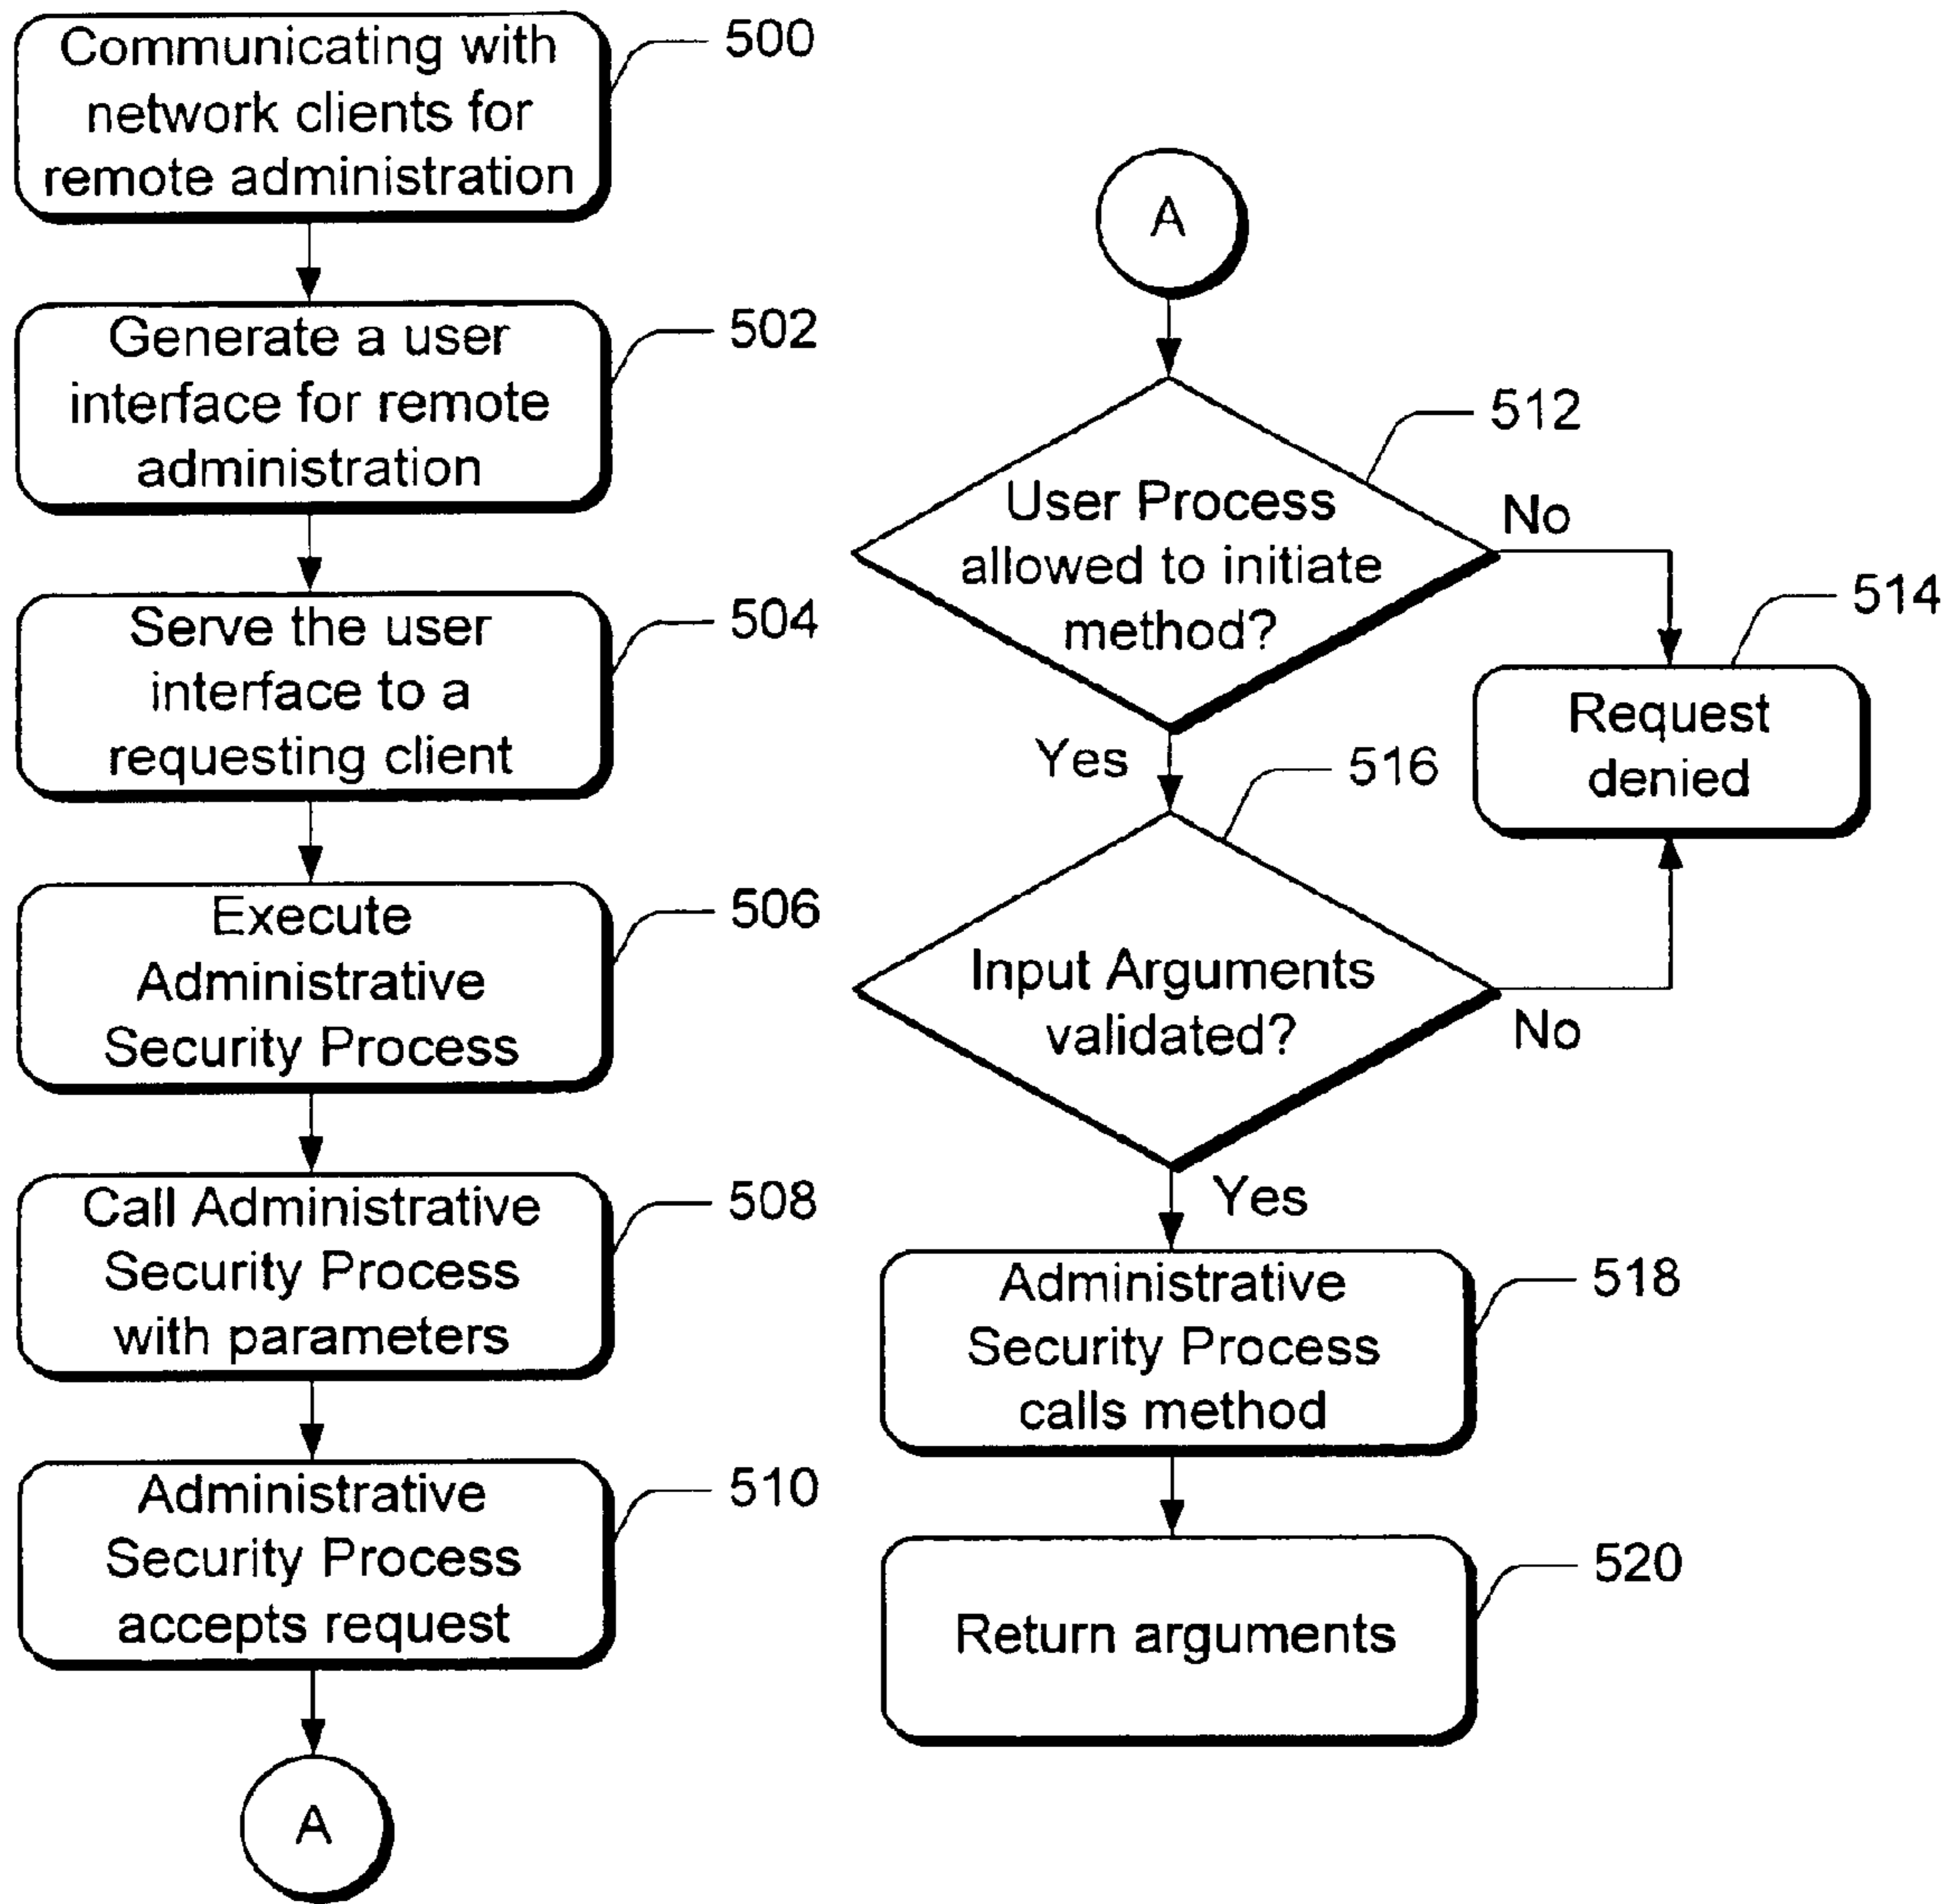 Communicating with
network clients for
remote administration
500
Generate a user
interface for remote
administration
502
Serve the user
interface to a
requesting client
504
Execute
Administrative
Security Process
506
Call Administrative
Security Process
with parameters
508
Administrative
Security Process
accepts request
510
A
A
User Process
allowed to initiate
method?
512
No
Request
denied
514
Yes
Input Arguments
validated?
516
No
Yes
Administrative
Security Process
calls method
518
Return arguments
520